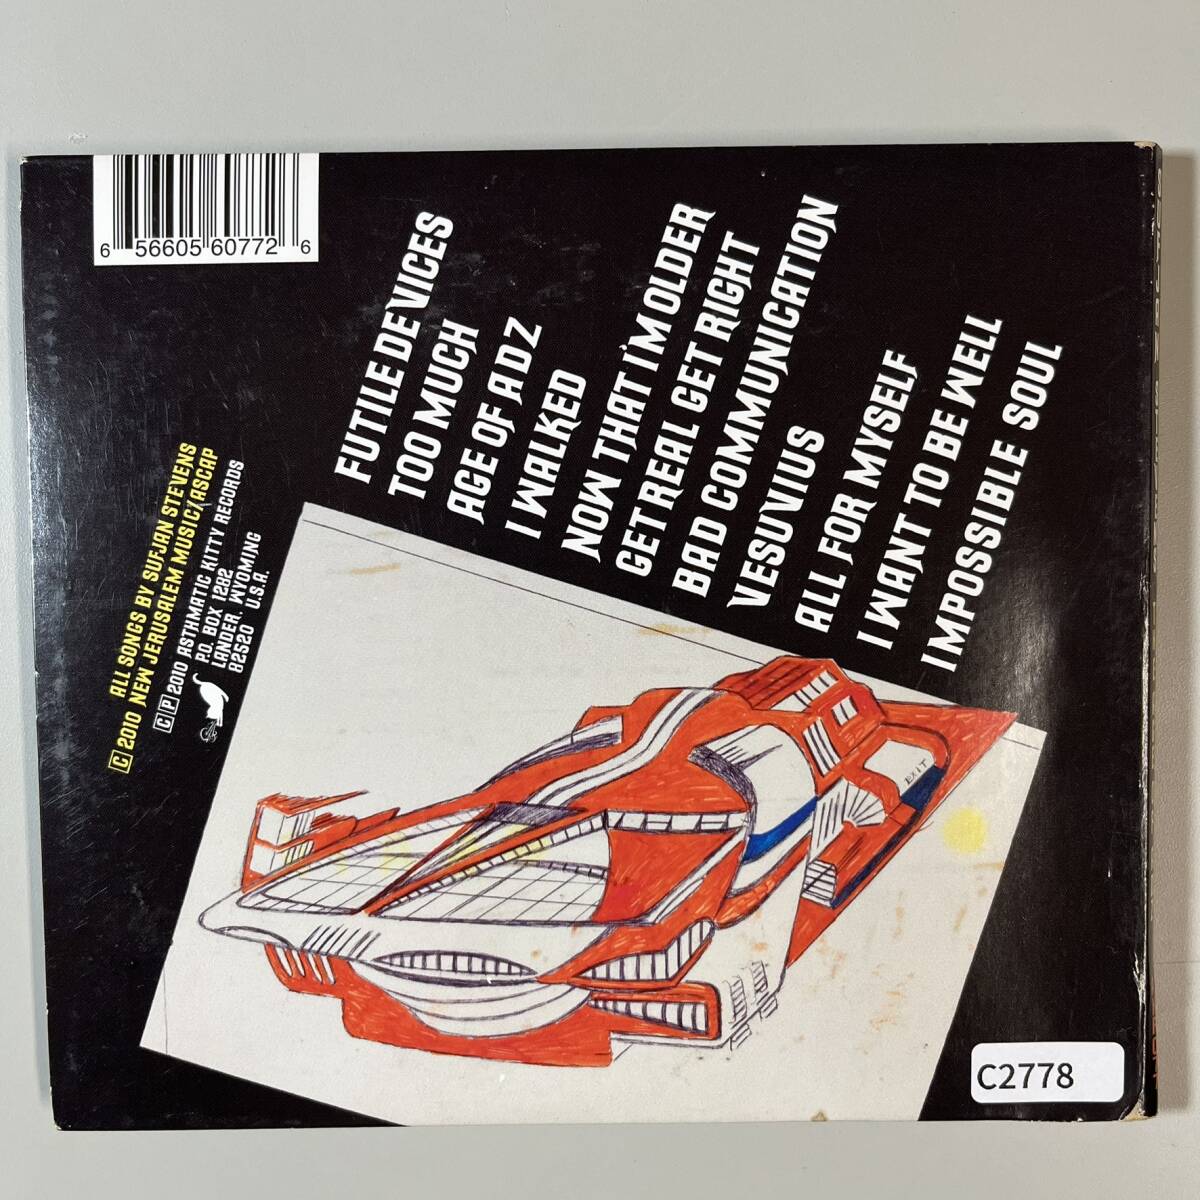 6 56605 60772 6
FUTILE DEVICES
TOO MUCH
AGE OF ADZ
I WALKED
NOW THAT I'M OLDER
GET REAL GET RIGHT
BAD COMMUNICATION
VESUVIUS
ALL FOR MYSELF
I WANT TO BE WELL
IMPOSSIBLE SOUL
ALL SONGS BY SUFJAN STEVENS
C 2010 NEW JERUSALEM MUSIC/ASCAP
C P 2010 ASTHMATIC KITTY RECORDS
P.O. BOX 1282
LANDER, WYOMING
82520 U.S.A.
EXIT
C2778